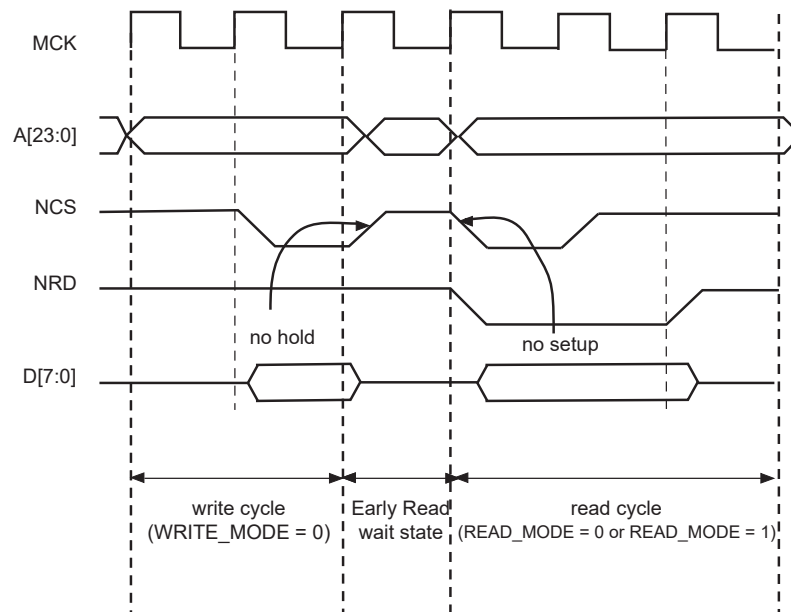 MCK
A[23:0]
NCS
NRD
no hold
no setup
D[7:0]
write cycle
(WRITE_MODE = 0)
Early Read
wait state
read cycle
(READ_MODE = 0 or READ_MODE = 1)